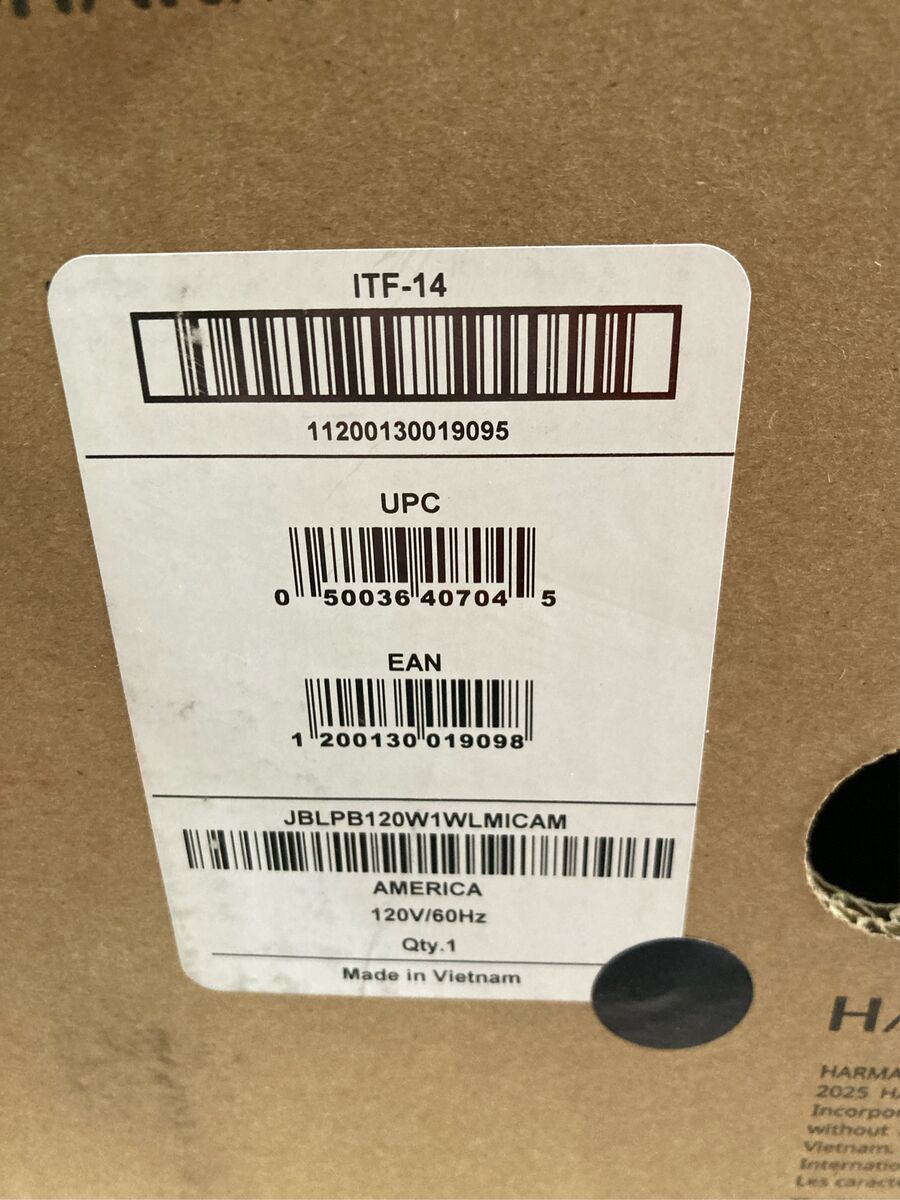 ITF-14
11200130019095
UPC
0 50036 40704 5
EAN
1 200130 019098
JBLPB120W1WLMICAM
AMERICA
120V/60Hz
Qty.1
Made in Vietnam
HARMA
2025 HA
Incorpo
without
Vietnam.
Internatio
Les caract